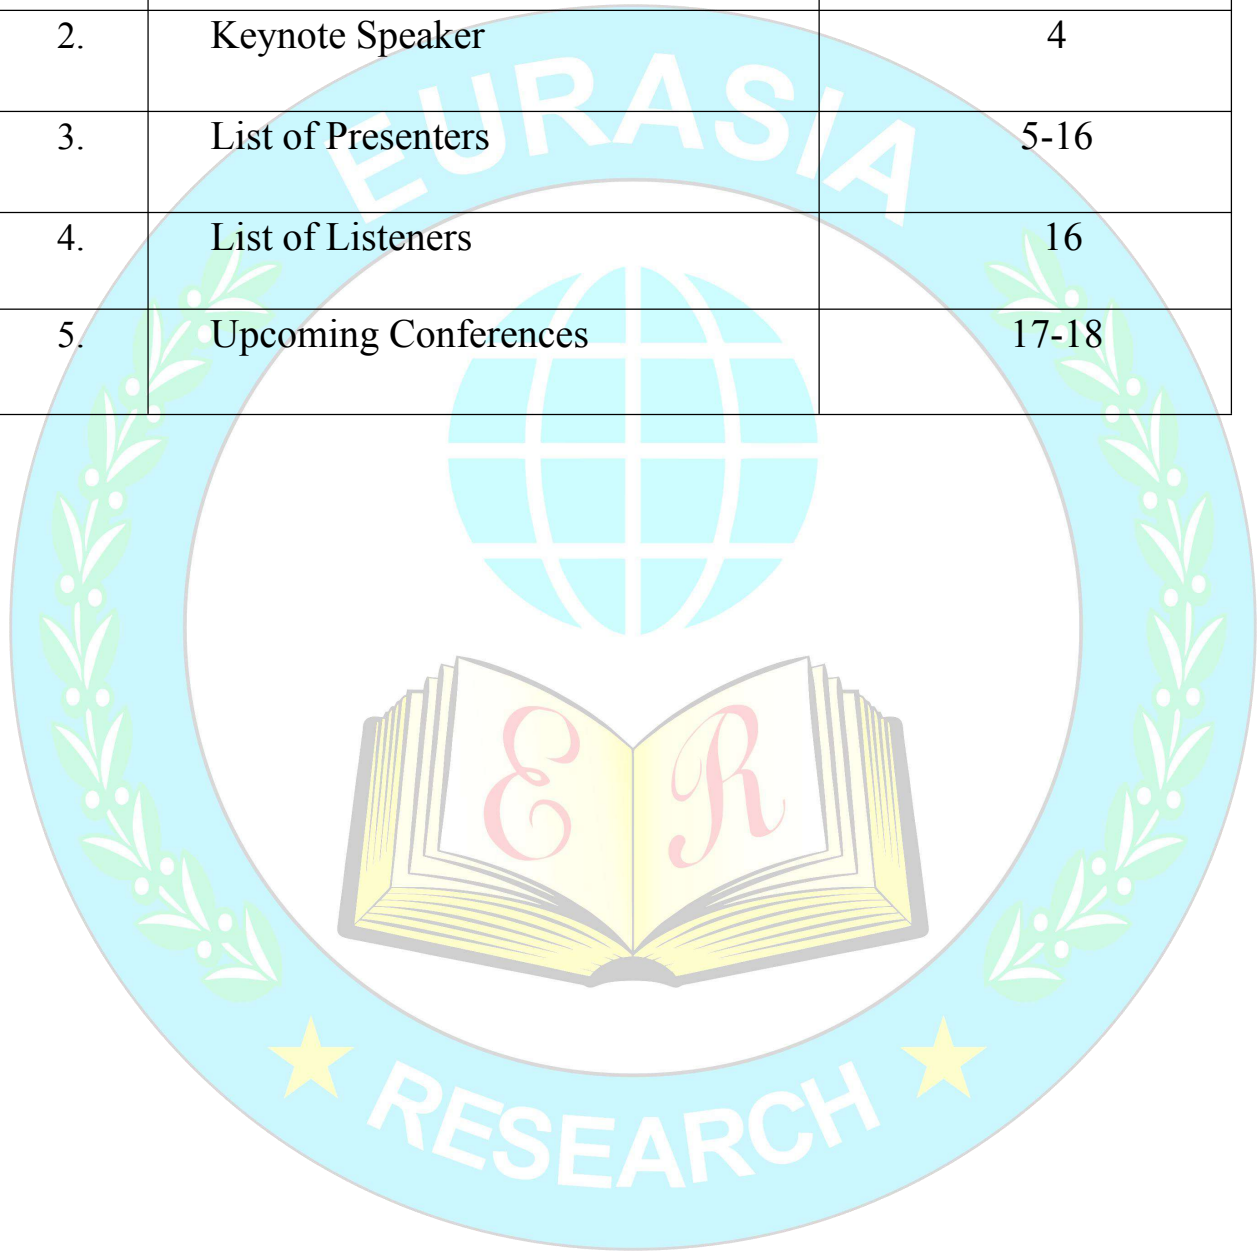 2. Keynote Speaker 4
3. List of Presenters 5-16
4. List of Listeners 16
5. Upcoming Conferences 17-18
EURASIA
E R
RESEARCH